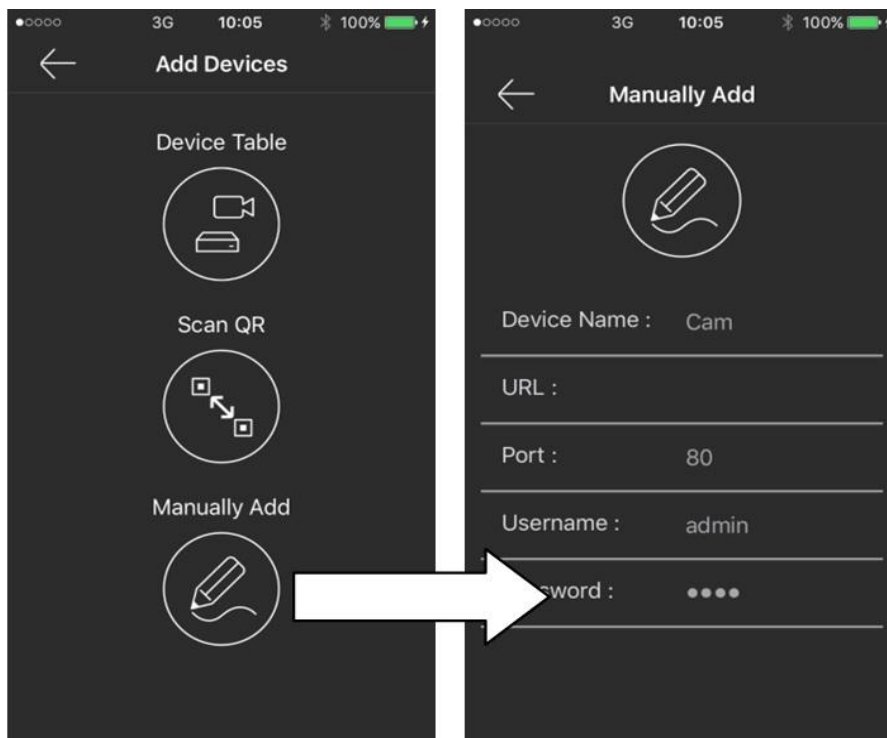 3G 10:05 100%
Add Devices
Device Table
Scan QR
Manually Add
3G 10:05 100%
Manually Add
Device Name : Cam
URL :
Port : 80
Username : admin
sword : ••••